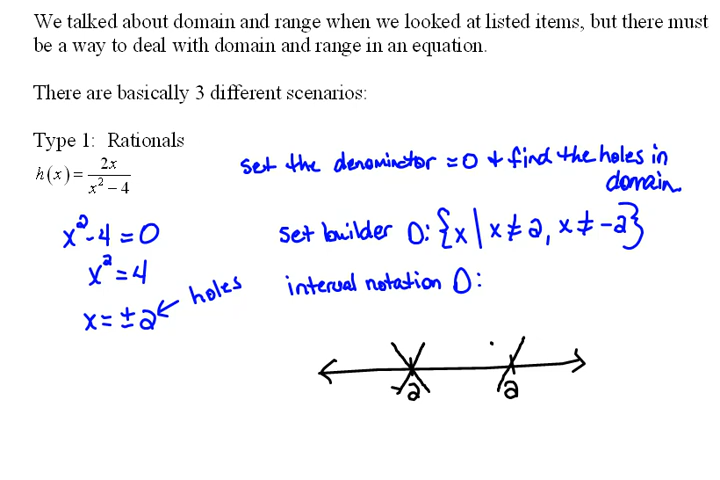 We talked about domain and range when we looked at listed items, but there must
be a way to deal with domain and range in an equation.
There are basically 3 different scenarios:
Type 1: Rationals
h(x) = 2x / (x² − 4)
set the denominator = 0 + find the holes in
domain.
x² - 4 = 0
set builder D: {x | x ≠ 2, x ≠ -2}
x² = 4
interval notation D:
x = ± 2 ← holes
-2 2